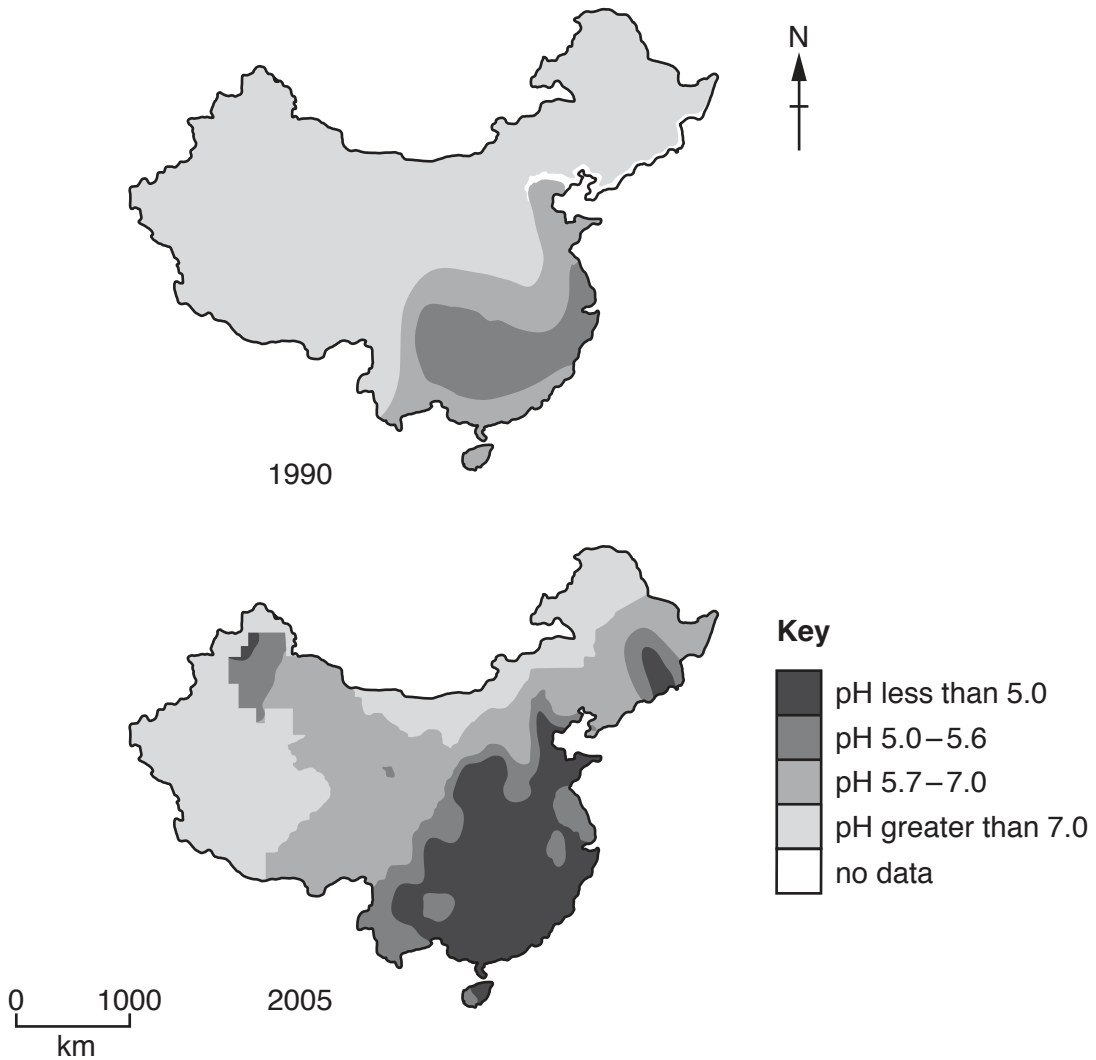 N
1990
Key
pH less than 5.0
pH 5.0–5.6
pH 5.7–7.0
pH greater than 7.0
no data
0 1000
km
2005